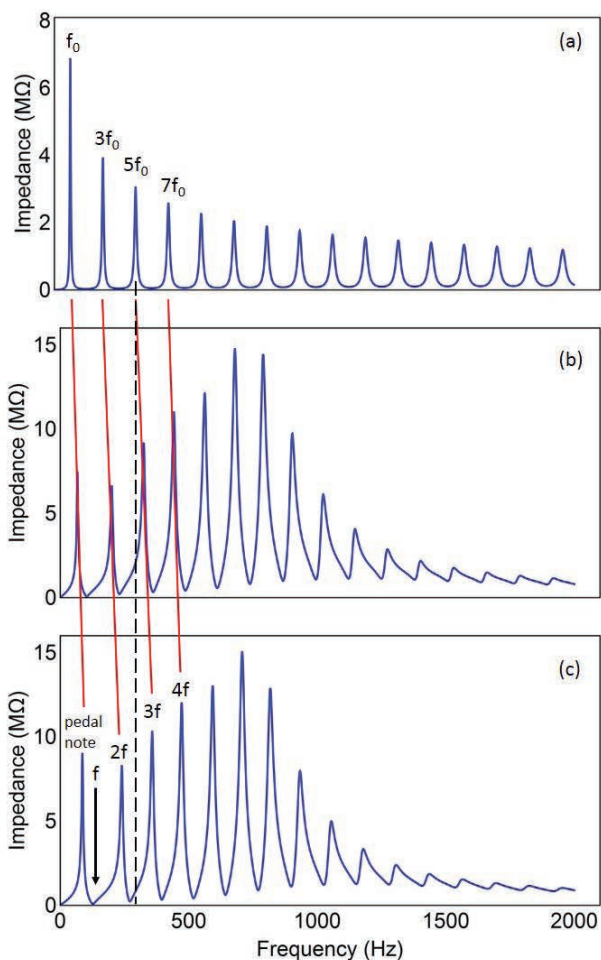 8
6
4
2
0
Impedance (MΩ)
f₀
3f₀
5f₀
7f₀
(a)
15
10
5
0
Impedance (MΩ)
(b)
15
10
5
0
Impedance (MΩ)
pedal
note
f
2f
3f
4f
(c)
0 500 1000 1500 2000
Frequency (Hz)